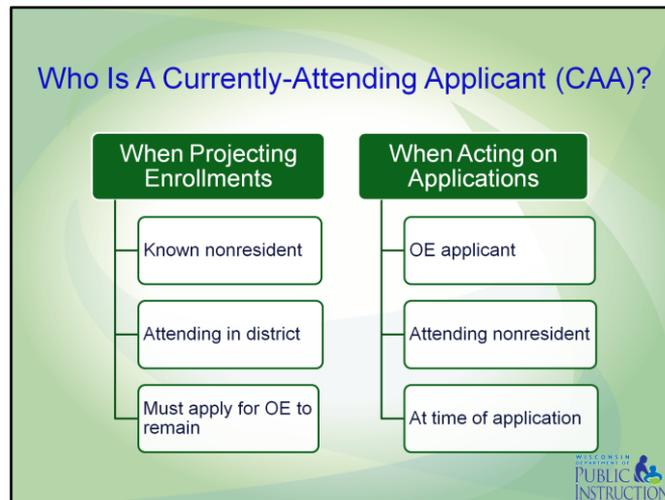 Who Is A Currently-Attending Applicant (CAA)?
When Projecting
Enrollments
Known nonresident
Attending in district
Must apply for OE to
remain
When Acting on
Applications
OE applicant
Attending nonresident
At time of application
WISCONSIN
DEPARTMENT OF
PUBLIC
INSTRUCTION